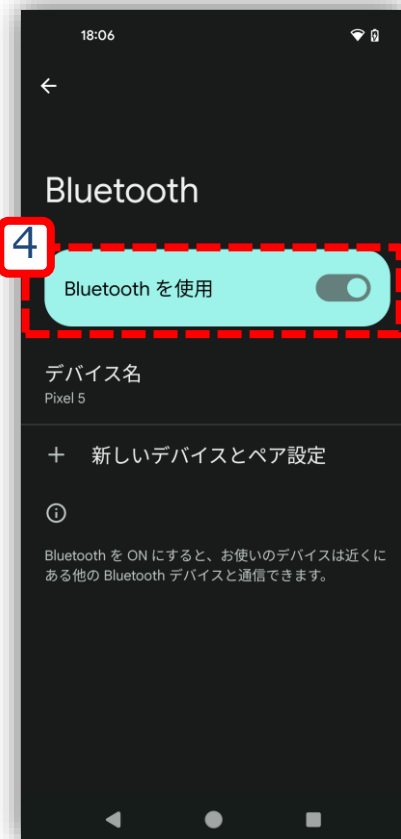 18:06
Bluetooth
4
Bluetooth を使用
デバイス名
Pixel 5
新しいデバイスとペア設定
Bluetooth を ON にすると、お使いのデバイスは近くに
ある他の Bluetooth デバイスと通信できます。